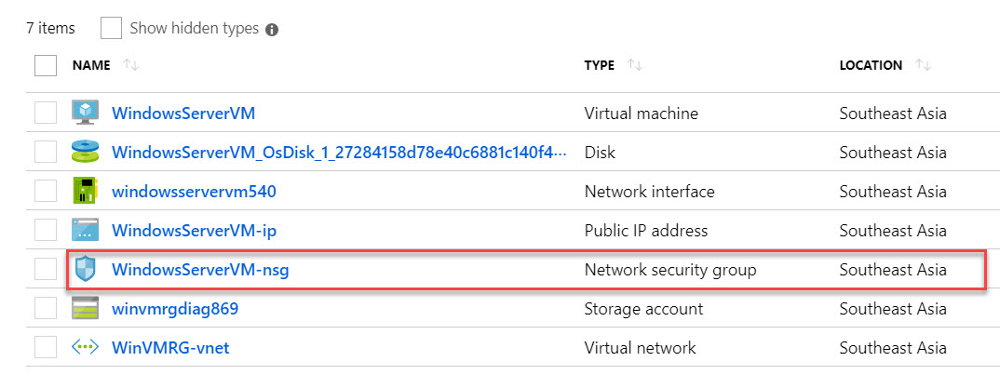 7 items Show hidden types
NAME TYPE LOCATION
WindowsServerVM Virtual machine Southeast Asia
WindowsServerVM_OsDisk_1_27284158d78e40c6881c140f4··· Disk Southeast Asia
windowsservervm540 Network interface Southeast Asia
WindowsServerVM-ip Public IP address Southeast Asia
WindowsServerVM-nsg Network security group Southeast Asia
winvmrgdiag869 Storage account Southeast Asia
WinVMRG-vnet Virtual network Southeast Asia